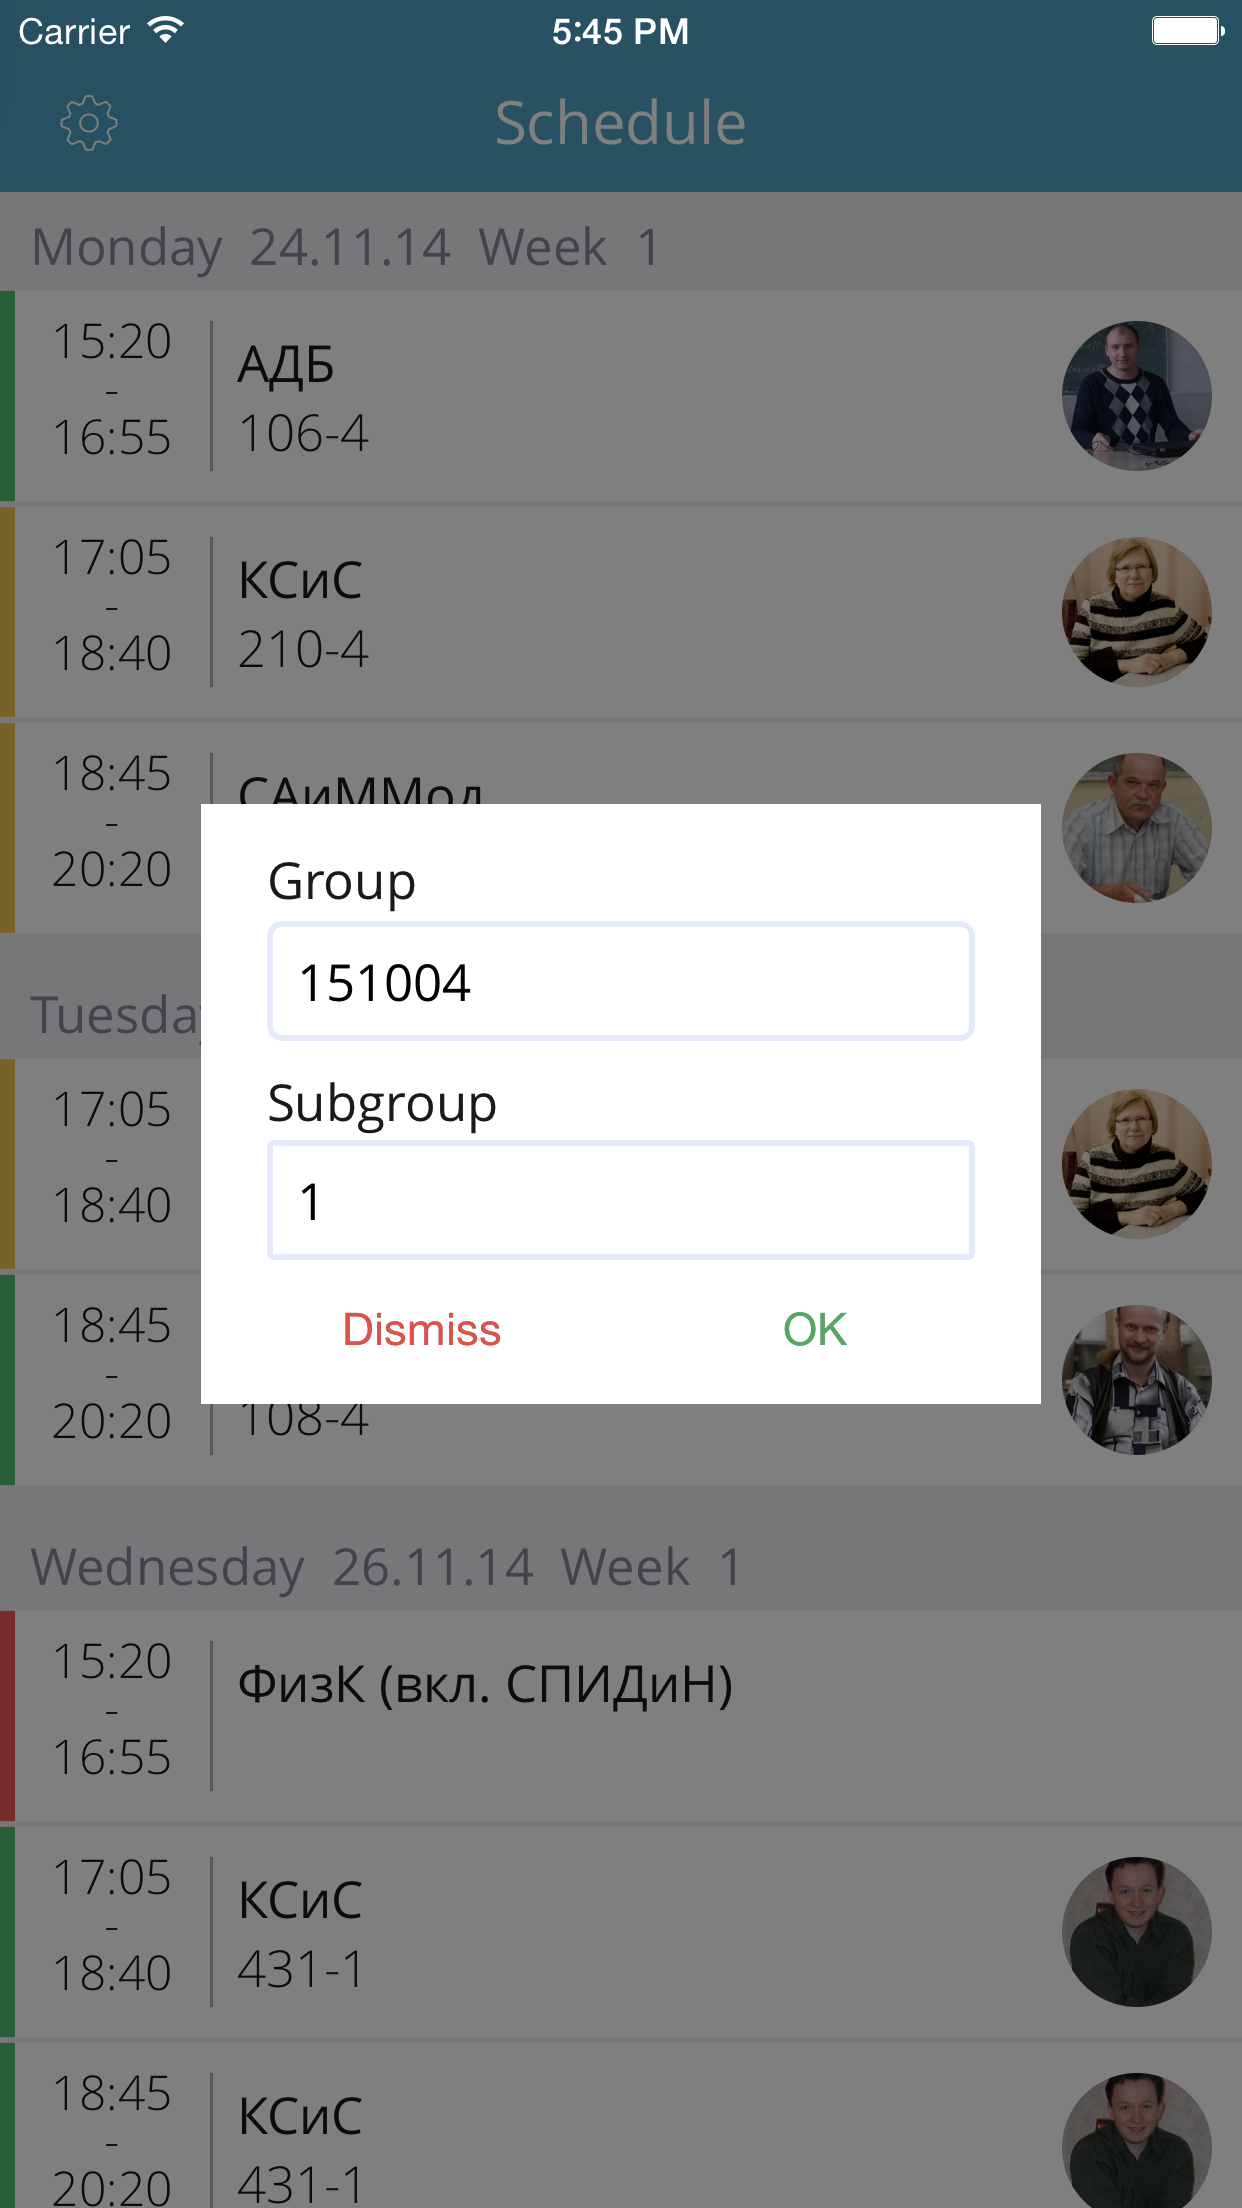 Carrier 5:45 PM
Schedule
Monday 24.11.14 Week 1
15:20
-
16:55
АДБ
106-4
17:05
-
18:40
КСиС
210-4
18:45
-
20:20
САиММод
Group
151004
Subgroup
1
Dismiss OK
Tuesday
17:05
-
18:40
18:45
-
20:20
108-4
Wednesday 26.11.14 Week 1
15:20
-
16:55
ФизК (вкл. СПИДиН)
17:05
-
18:40
КСиС
431-1
18:45
-
20:20
КСиС
431-1